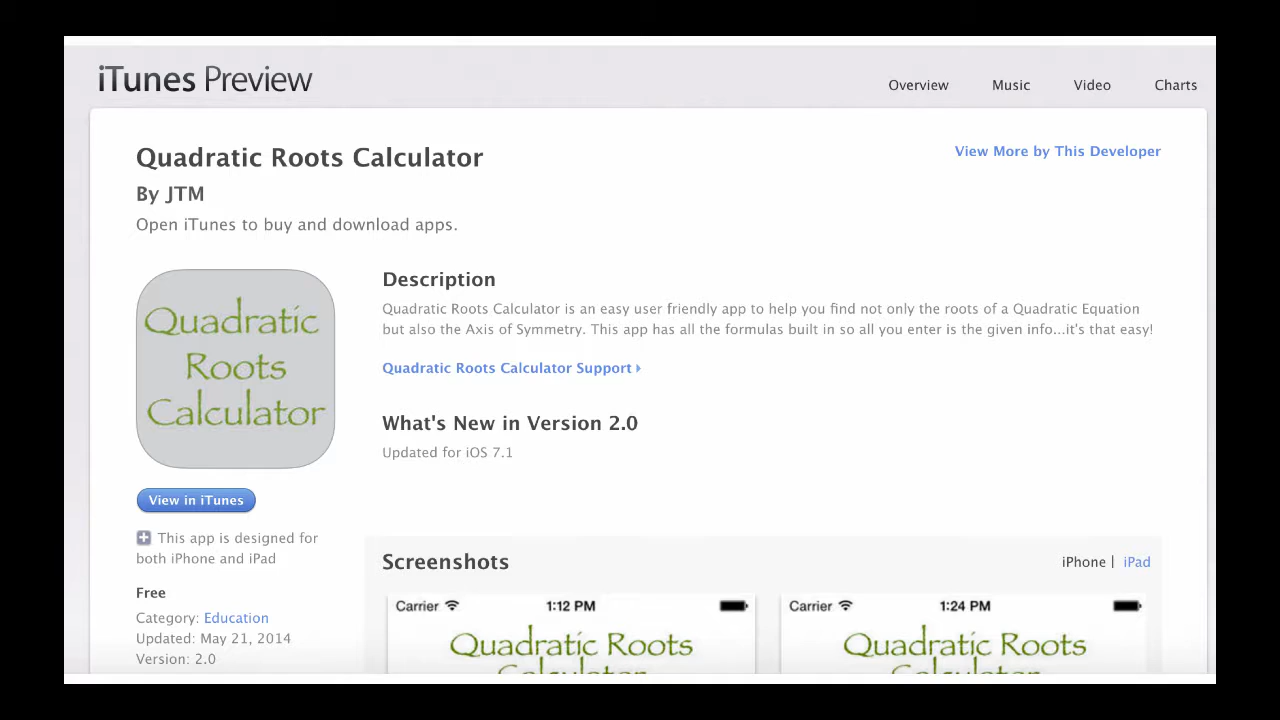 iTunes Preview
Overview Music Video Charts
Quadratic Roots Calculator
View More by This Developer
By JTM
Open iTunes to buy and download apps.
Quadratic
Roots
Calculator
Description
Quadratic Roots Calculator is an easy user friendly app to help you find not only the roots of a Quadratic Equation
but also the Axis of Symmetry. This app has all the formulas built in so all you enter is the given info...it's that easy!
Quadratic Roots Calculator Support
What's New in Version 2.0
Updated for iOS 7.1
View in iTunes
This app is designed for
both iPhone and iPad
Free
Category: Education
Updated: May 21, 2014
Version: 2.0
Screenshots
iPhone | iPad
Carrier 1:12 PM
Quadratic Roots
Calculator
Carrier 1:24 PM
Quadratic Roots
Calculator